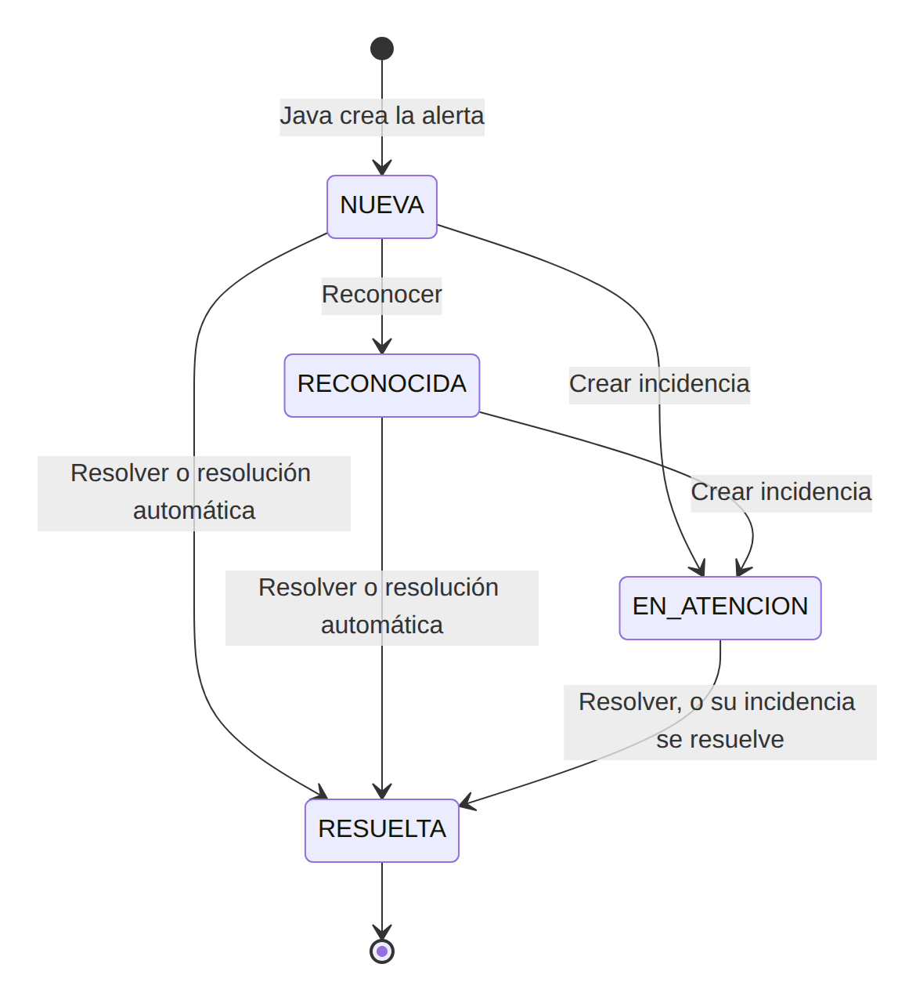 Java crea la alerta
NUEVA
Reconocer
RECONOCIDA
Crear incidencia
Resolver o resolución
automática
Crear incidencia
Resolver o resolución
automática
EN_ATENCION
Resolver, o su incidencia
se resuelve
RESUELTA